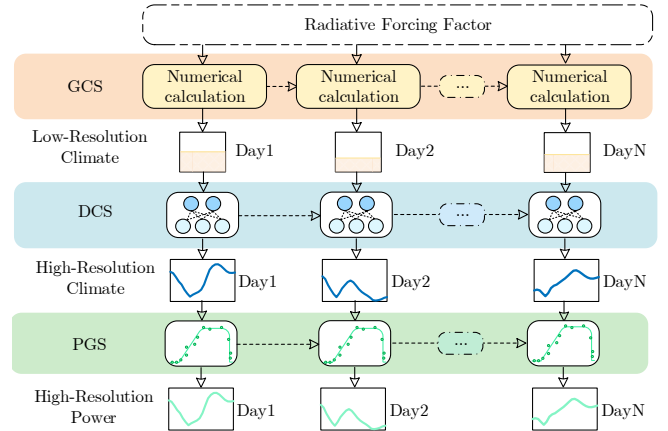 Radiative Forcing Factor
GCS
Numerical
calculation
Numerical
calculation
...
Numerical
calculation
Low-Resolution
Climate
Day1
Day2
DayN
DCS
...
High-Resolution
Climate
Day1
Day2
DayN
PGS
...
High-Resolution
Power
Day1
Day2
DayN